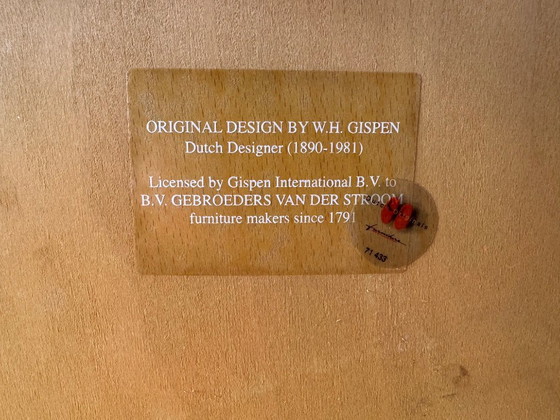 ORIGINAL DESIGN BY W.H. GISPEN
Dutch Designer (1890-1981)
Licensed by Gispen International B.V. to
B.V. GEBROEDERS VAN DER STROOM
furniture makers since 1791
71 433